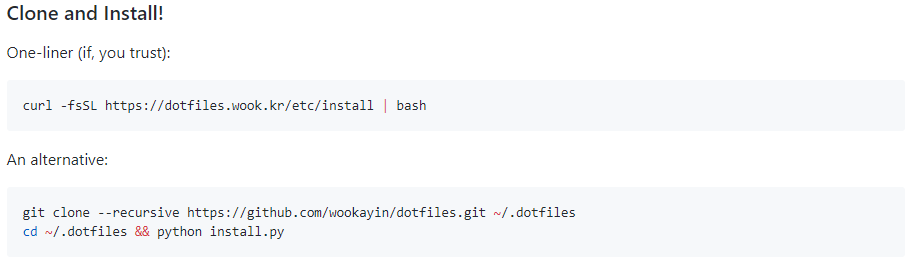 Clone and Install!
One-liner (if, you trust):
curl -fsSL https://dotfiles.wook.kr/etc/install | bash
An alternative:
git clone --recursive https://github.com/wookayin/dotfiles.git ~/.dotfiles
cd ~/.dotfiles && python install.py